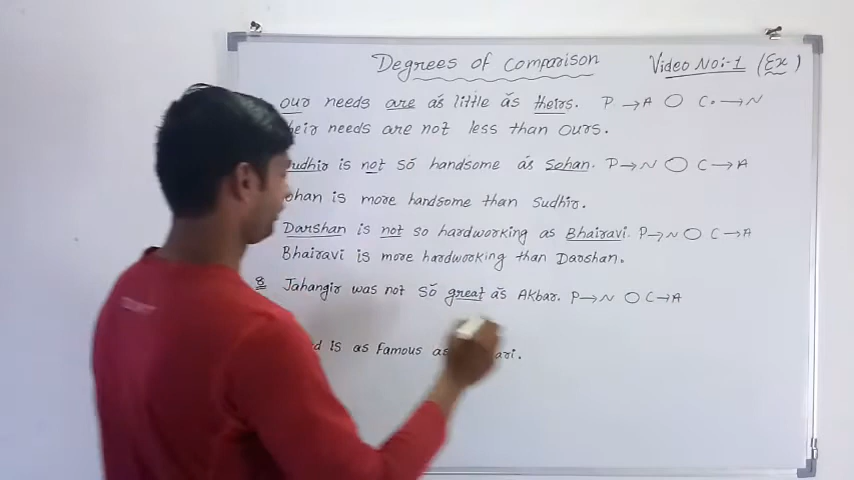 Degrees of comparison
Video No:-1 (Ex)
our needs are as little as theirs. P → A O C. → N
their needs are not less than ours.
Sudhir is not so handsome as Sohan. P → N O C → A
Sohan is more handsome than Sudhir.
Darshan is not so hardworking as Bhairavi. P → N O C → A
Bhairavi is more hardworking than Darshan.
8 Jahangir was not so great as Akbar. P → N O C → A
is as famous as